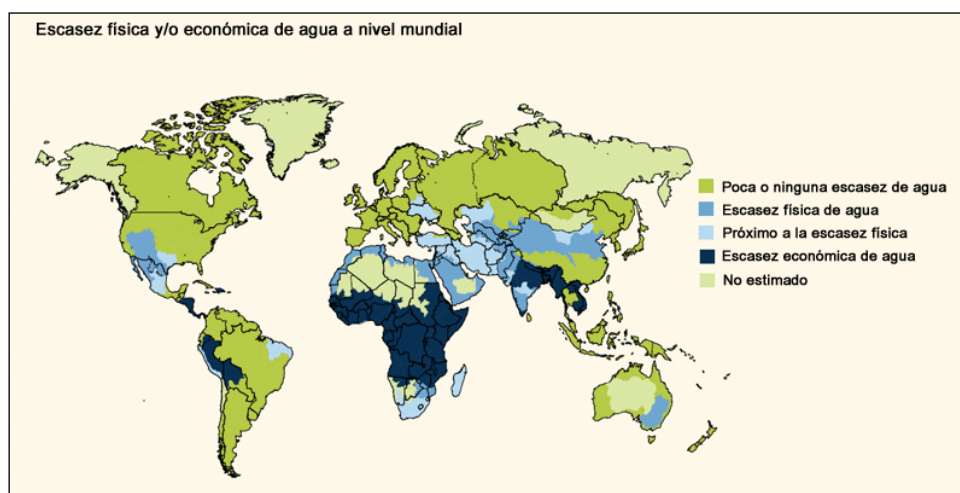 Escasez física y/o económica de agua a nivel mundial
Poca o ninguna escasez de agua
Escasez física de agua
Próximo a la escasez física
Escasez económica de agua
No estimado